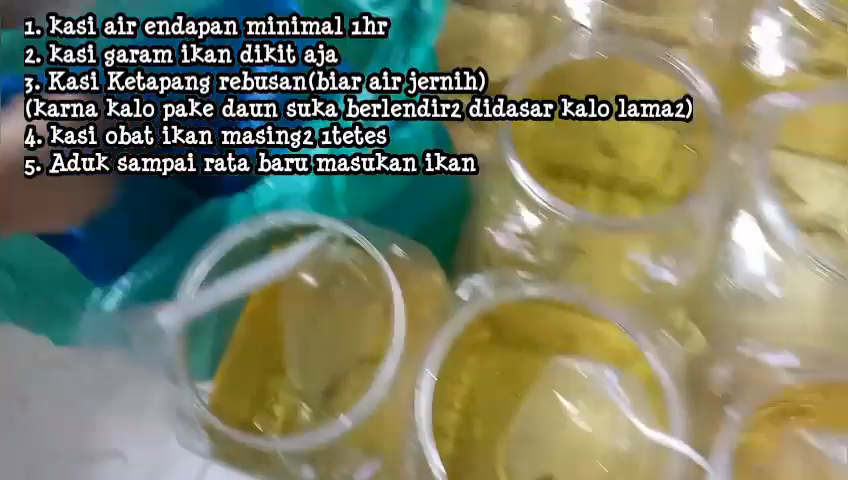 1. kasi air endapan minimal 1hr
2. kasi garam ikan dikit aja
3. Kasi Ketapang rebusan(biar air jernih)
(karna kalo pake daun suka berlendir2 didasar kalo lama2)
4. kasi obat ikan masing2 1tetes
5. Aduk sampai rata baru masukan ikan